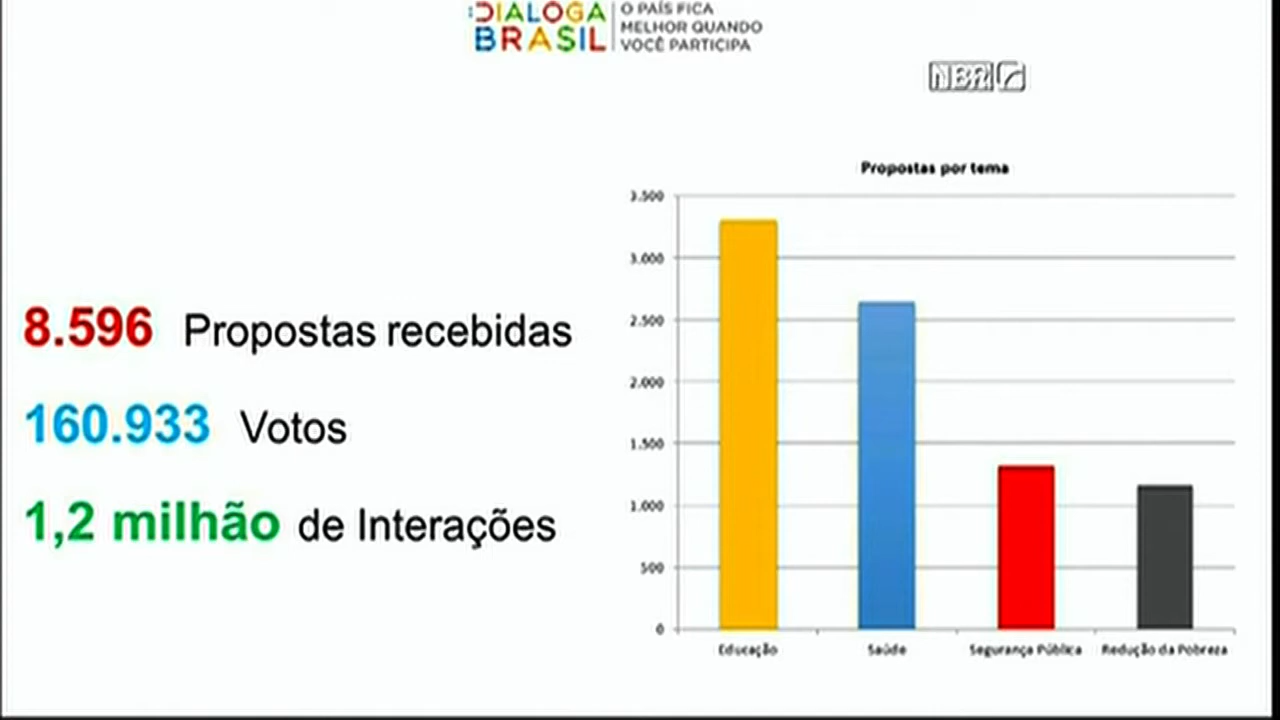 :DIALOGA
BRASIL
O PAÍS FICA
MELHOR QUANDO
VOCÊ PARTICIPA
NBR
8.596 Propostas recebidas
160.933 Votos
1,2 milhão de Interações
Propostas por tema
3.500
3.000
2.500
2.000
1.500
1.000
500
0
Educação
Saúde
Segurança Pública
Redução da Pobreza